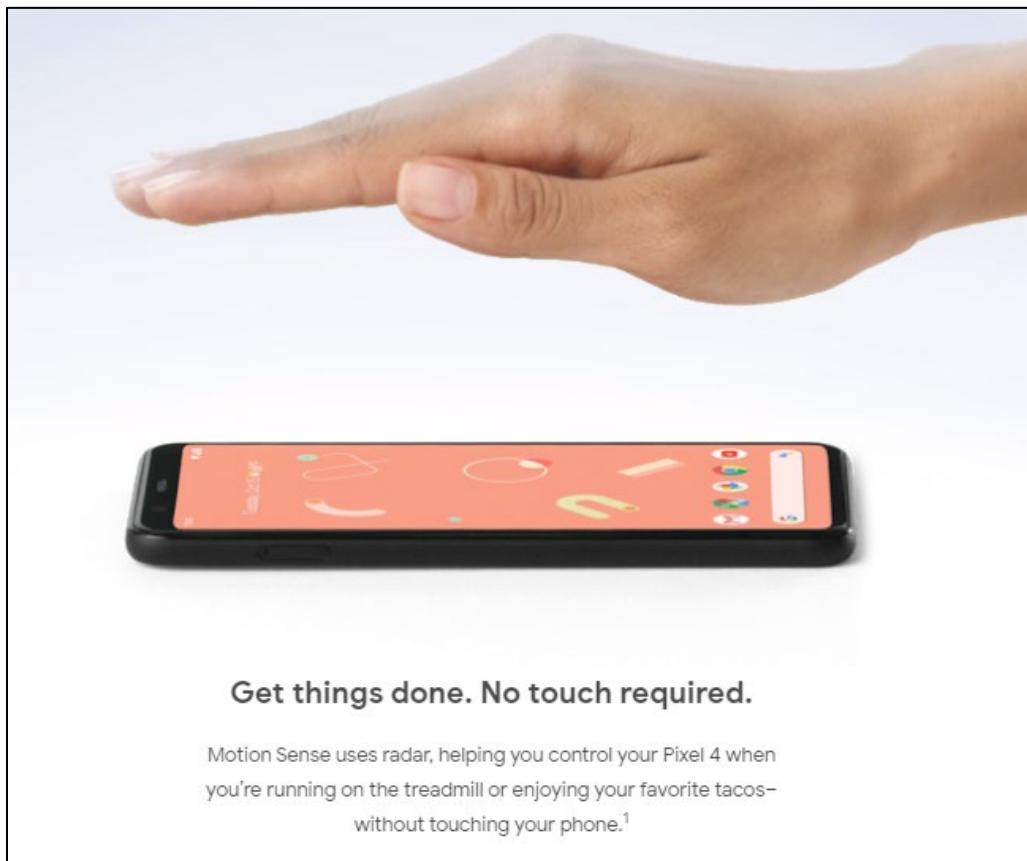 Get things done. No touch required.
Motion Sense uses radar, helping you control your Pixel 4 when
you're running on the treadmill or enjoying your favorite tacos–
without touching your phone.1